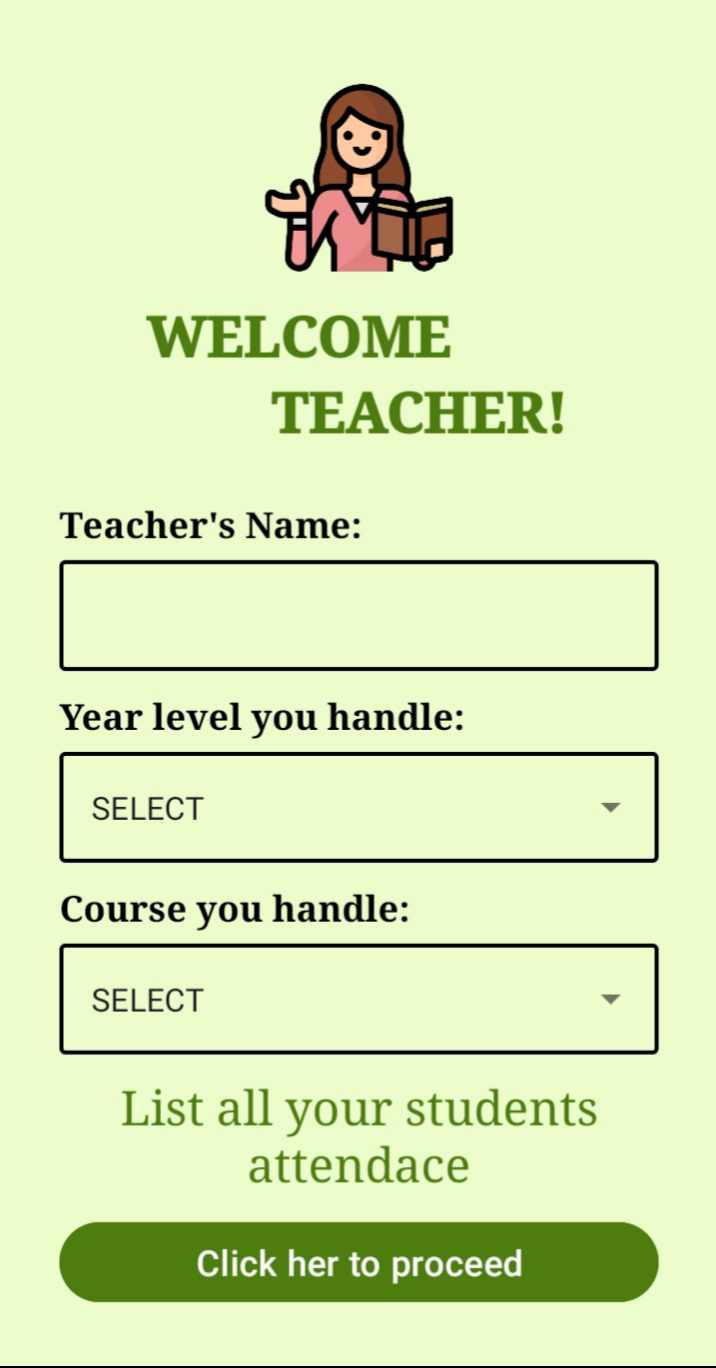 WELCOME
TEACHER!
Teacher's Name:
Year level you handle:
SELECT
Course you handle:
SELECT
List all your students
attendace
Click her to proceed